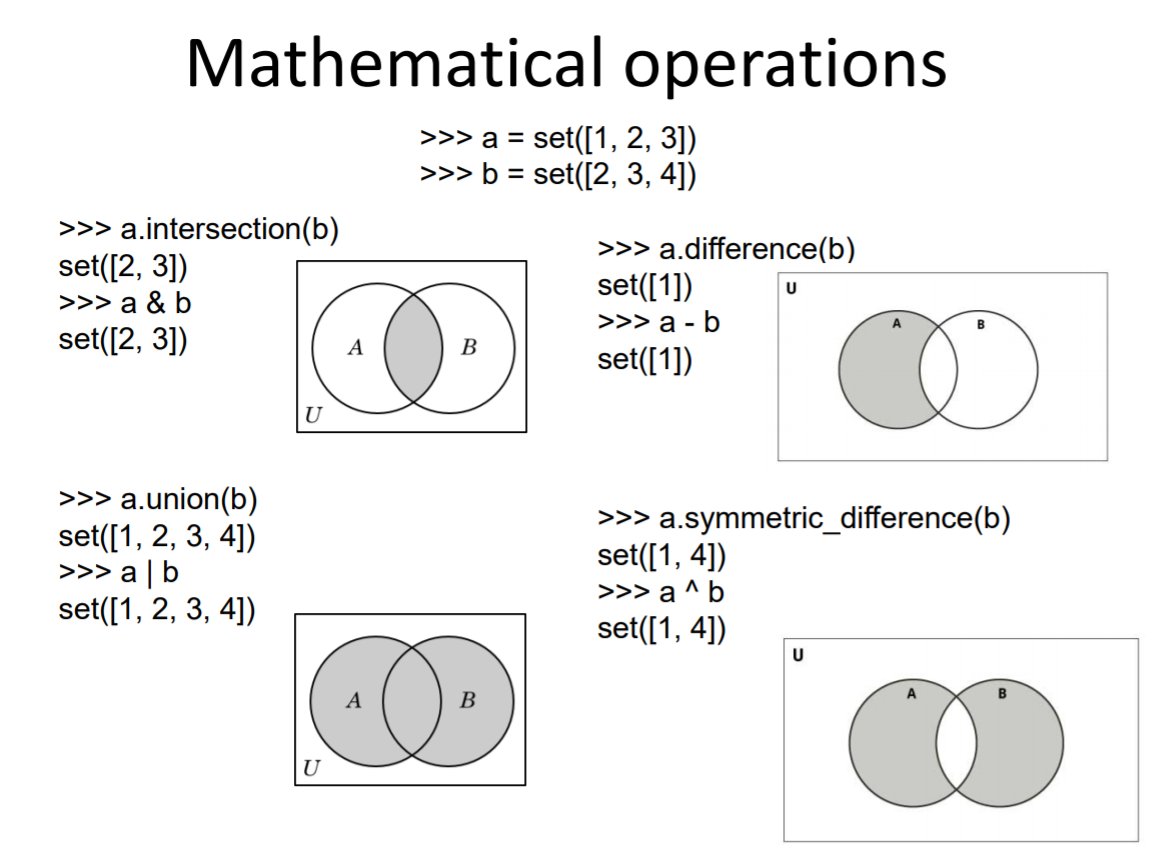 Mathematical operations
>>> a = set([1, 2, 3])
>>> b = set([2, 3, 4])
>>> a.intersection(b)
set([2, 3])
>>> a & b
set([2, 3])
A
B
U
>>> a.difference(b)
set([1])
>>> a - b
set([1])
U
A
B
>>> a.union(b)
set([1, 2, 3, 4])
>>> a | b
set([1, 2, 3, 4])
A
B
U
>>> a.symmetric_difference(b)
set([1, 4])
>>> a ^ b
set([1, 4])
U
A
B